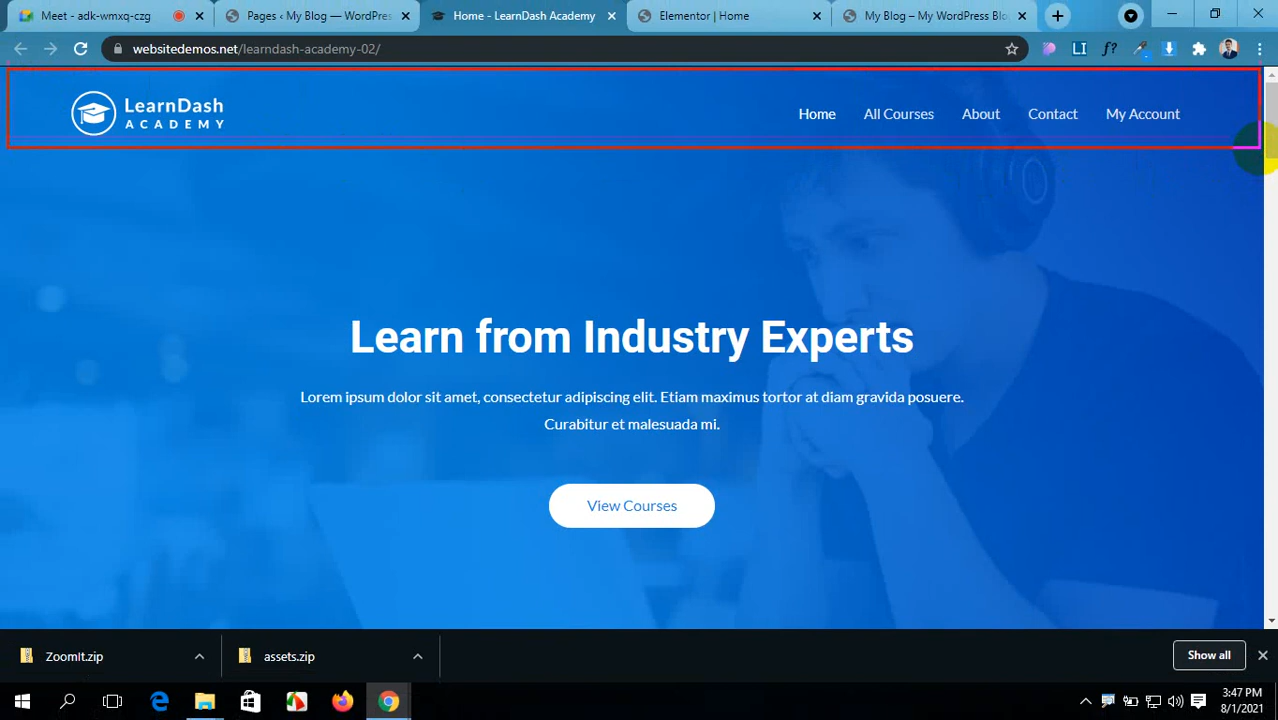 Meet - adk-wmxq-czg
Pages ‹ My Blog — WordPres
Home - LearnDash Academy
Elementor | Home
My Blog – My WordPress Blo
websitedemos.net/learndash-academy-02/
LI
f?
LearnDash
ACADEMY
Home
All Courses
About
Contact
My Account
Learn from Industry Experts
Lorem ipsum dolor sit amet, consectetur adipiscing elit. Etiam maximus tortor at diam gravida posuere.
Curabitur et malesuada mi.
View Courses
ZoomIt.zip
assets.zip
Show all
3:47 PM
8/1/2021